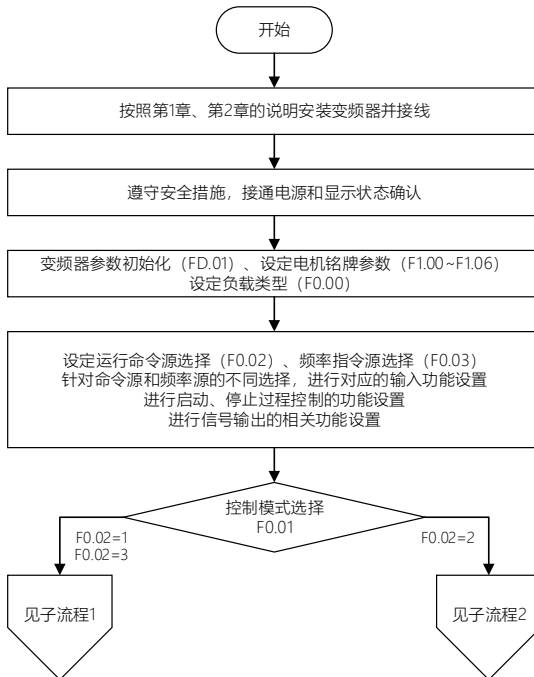 开始
按照第1章、第2章的说明安装变频器并接线
遵守安全措施，接通电源和显示状态确认
变频器参数初始化（FD.01）、设定电机铭牌参数（F1.00~F1.06）
设定负载类型（F0.00）
设定运行命令源选择（F0.02）、频率指令源选择（F0.03）
针对命令源和频率源的不同选择，进行对应的输入功能设置
进行启动、停止过程控制的功能设置
进行信号输出的相关功能设置
控制模式选择
F0.01
F0.02=1
F0.02=3
F0.02=2
见子流程1
见子流程2